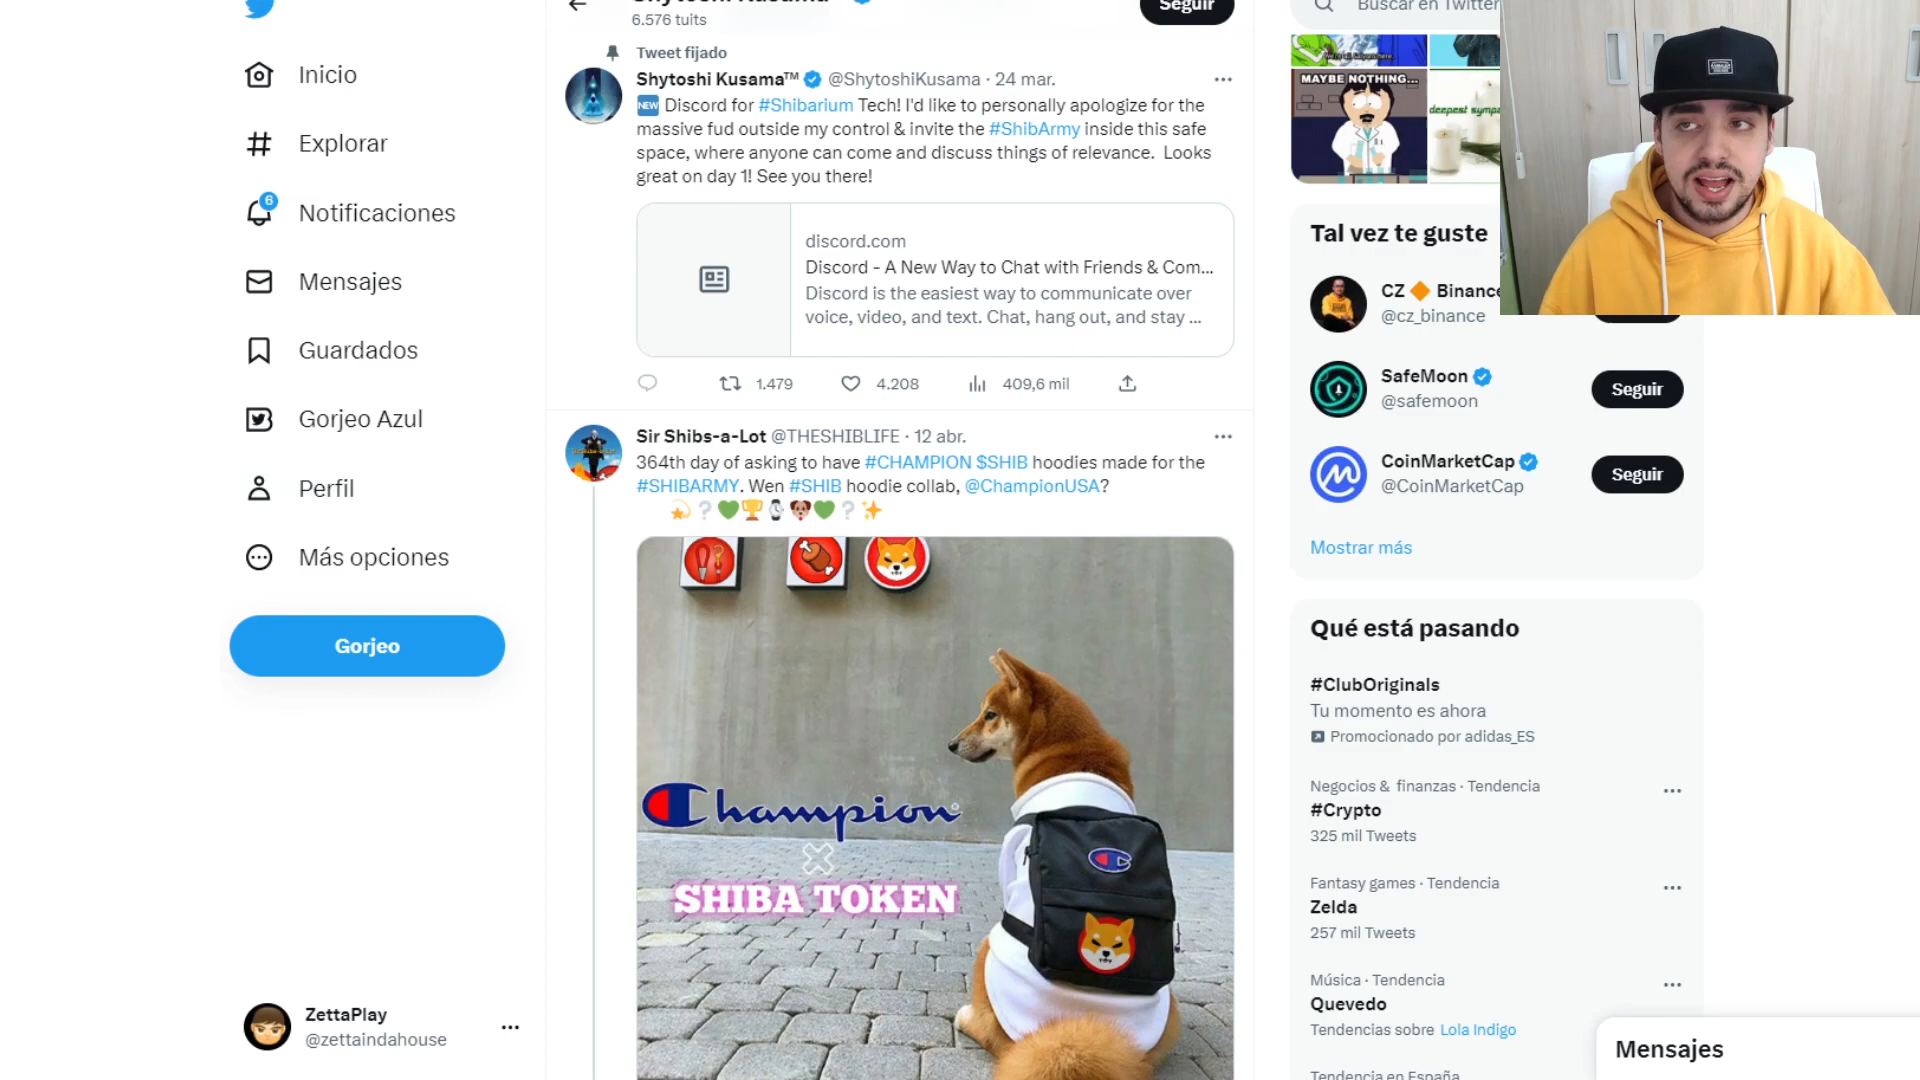 Shytoshi Kusama
6.576 tuits
Seguir
Buscar en Twitter
Inicio
Explorar
6
Notificaciones
Mensajes
Guardados
Gorjeo Azul
Perfil
Más opciones
Gorjeo
ZettaPlay
@zettaindahouse
Tweet fijado
Shytoshi Kusama™ @ShytoshiKusama · 24 mar.
NEW Discord for #Shibarium Tech! I'd like to personally apologize for the
massive fud outside my control & invite the #ShibArmy inside this safe
space, where anyone can come and discuss things of relevance. Looks
great on day 1! See you there!
discord.com
Discord - A New Way to Chat with Friends & Com...
Discord is the easiest way to communicate over
voice, video, and text. Chat, hang out, and stay ...
1.479 4.208 409,6 mil
Sir Shibs-a-Lot @THESHIBLIFE · 12 abr.
364th day of asking to have #CHAMPION $SHIB hoodies made for the
#SHIBARMY. Wen #SHIB hoodie collab, @ChampionUSA?
Champion
SHIBA TOKEN
MAYBE NOTHING...
deepest symp
Tal vez te guste
CZ Binance
@cz_binance
SafeMoon
@safemoon
Seguir
CoinMarketCap
@CoinMarketCap
Seguir
Mostrar más
Qué está pasando
#ClubOriginals
Tu momento es ahora
Promocionado por adidas_ES
Negocios & finanzas · Tendencia
#Crypto
325 mil Tweets
Fantasy games · Tendencia
Zelda
257 mil Tweets
Música · Tendencia
Quevedo
Tendencias sobre Lola Indigo
Tendencia en España
Mensajes